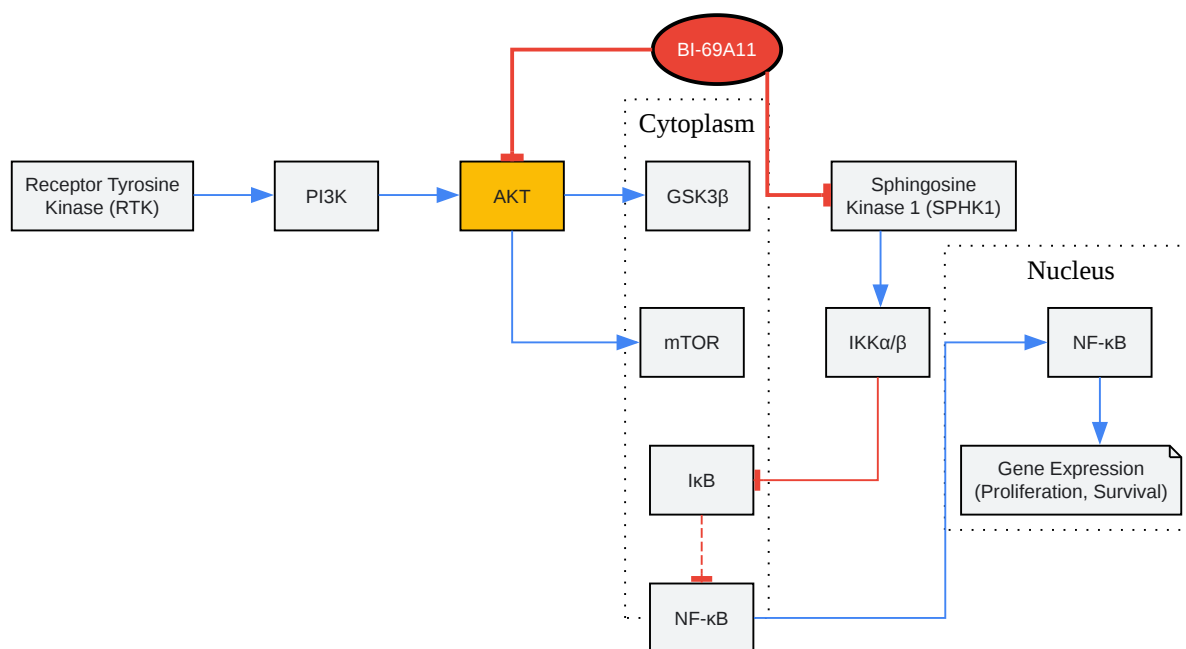 BI-69A11
Cytoplasm
Receptor Tyrosine
Kinase (RTK)
PI3K
AKT
GSK3β
Sphingosine
Kinase 1 (SPHK1)
Nucleus
mTOR
IKKα/β
NF-κB
IκB
Gene Expression
(Proliferation, Survival)
NF-κB